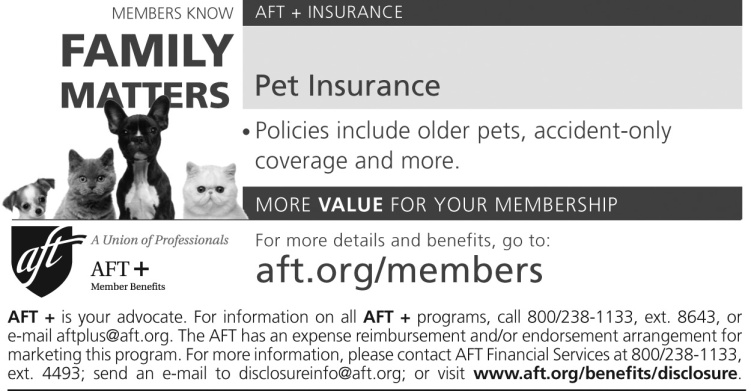 MEMBERS KNOW
FAMILY
MATTERS
AFT + INSURANCE
Pet Insurance
• Policies include older pets, accident-only
coverage and more.
MORE VALUE FOR YOUR MEMBERSHIP
aft
A Union of Professionals
AFT +
Member Benefits
For more details and benefits, go to:
aft.org/members
AFT + is your advocate. For information on all AFT + programs, call 800/238-1133, ext. 8643, or
e-mail aftplus@aft.org. The AFT has an expense reimbursement and/or endorsement arrangement for
marketing this program. For more information, please contact AFT Financial Services at 800/238-1133,
ext. 4493; send an e-mail to disclosureinfo@aft.org; or visit www.aft.org/benefits/disclosure.